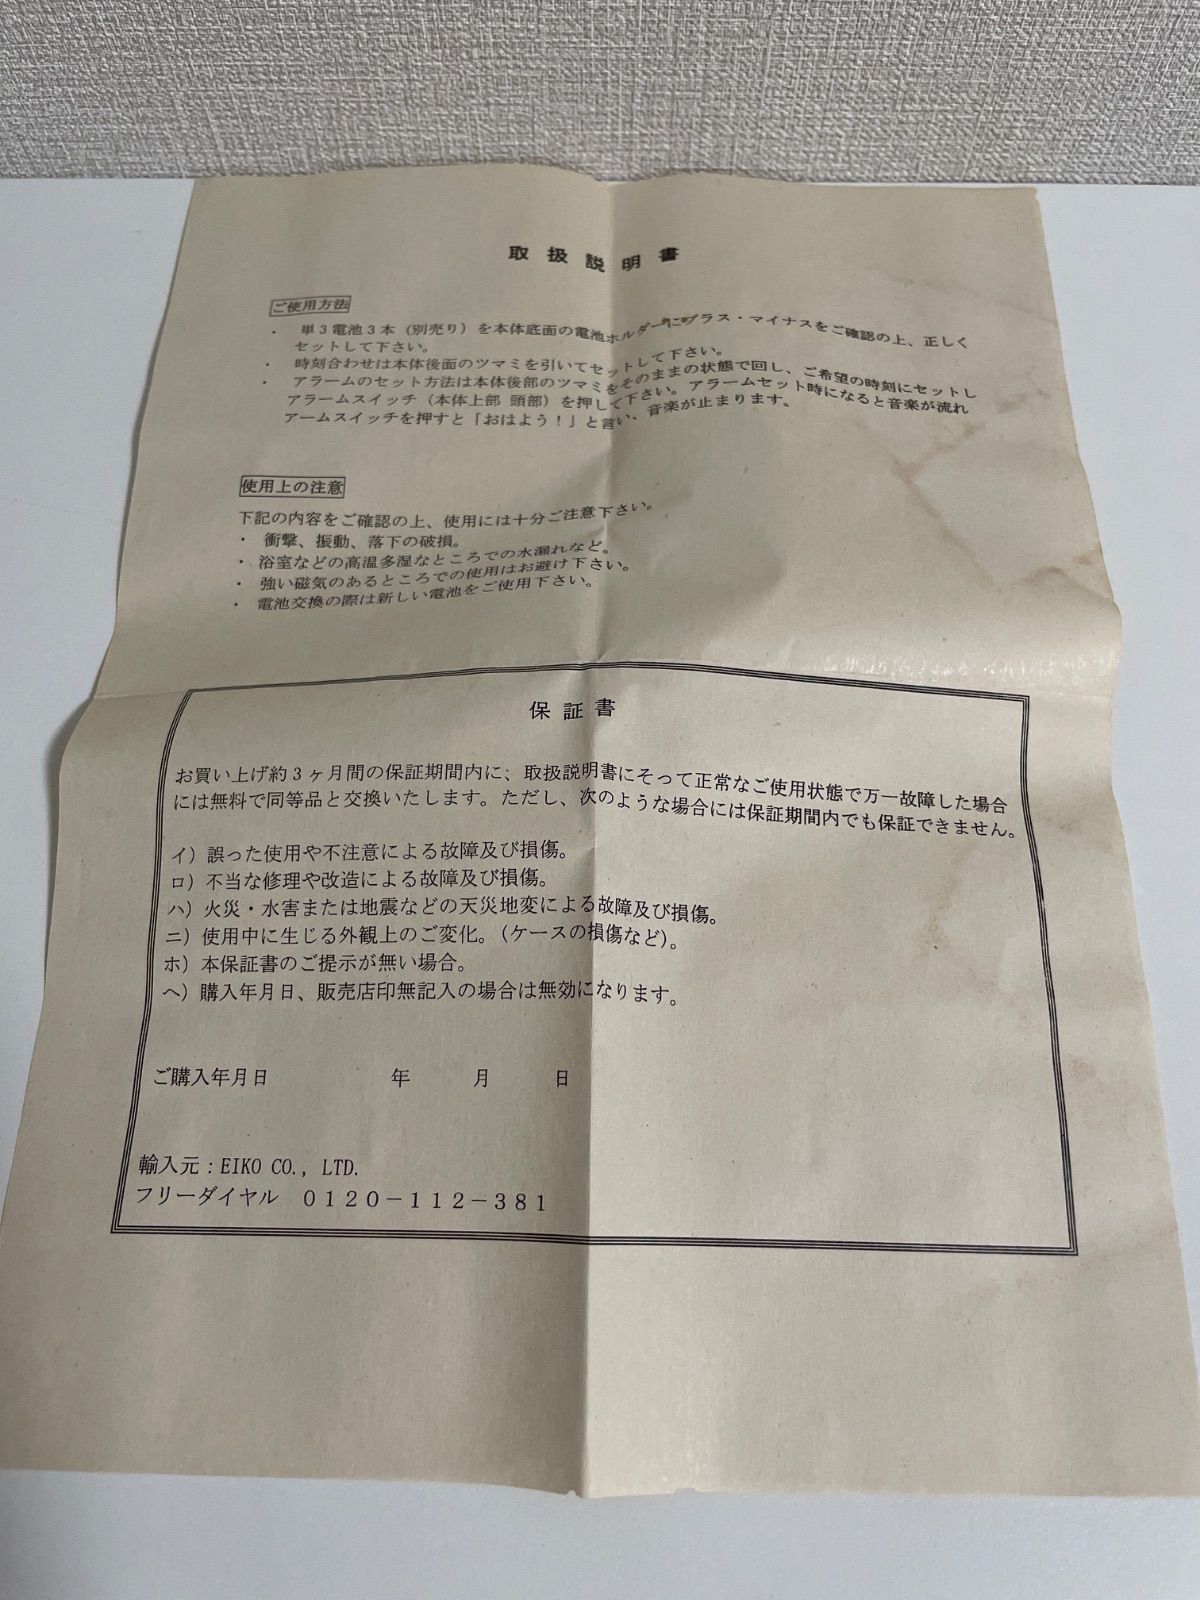 取扱説明書
ご使用方法
・ 単3電池3本（別売り）を本体底面の電池ホルダーにプラス・マイナスをご確認の上、正しく
セットして下さい。
・ 時刻合わせは本体後面のツマミを引いてセットして下さい。
・ アラームのセット方法は本体後部のツマミをそのままの状態で回し、ご希望の時刻にセットし
アラームスイッチ（本体上部 頭部）を押して下さい。アラームセット時になると音楽が流れ
アームスイッチを押すと「おはよう！」と言い、音楽が止まります。
使用上の注意
下記の内容をご確認の上、使用には十分ご注意下さい。
・ 衝撃、振動、落下の破損。
・ 浴室などの高温多湿なところでの水漏れなど。
・ 強い磁気のあるところでの使用はお避け下さい。
・ 電池交換の際は新しい電池をご使用下さい。
保証書
お買い上げ約3ヶ月間の保証期間内に、取扱説明書にそって正常なご使用状態で万一故障した場合
には無料で同等品と交換いたします。ただし、次のような場合には保証期間内でも保証できません。
イ）誤った使用や不注意による故障及び損傷。
ロ）不当な修理や改造による故障及び損傷。
ハ）火災・水害または地震などの天災地変による故障及び損傷。
ニ）使用中に生じる外観上のご変化。（ケースの損傷など）。
ホ）本保証書のご提示が無い場合。
ヘ）購入年月日、販売店印無記入の場合は無効になります。
ご購入年月日 年 月 日
輸入元：EIKO CO., LTD.
フリーダイヤル ０１２０－１１２－３８１